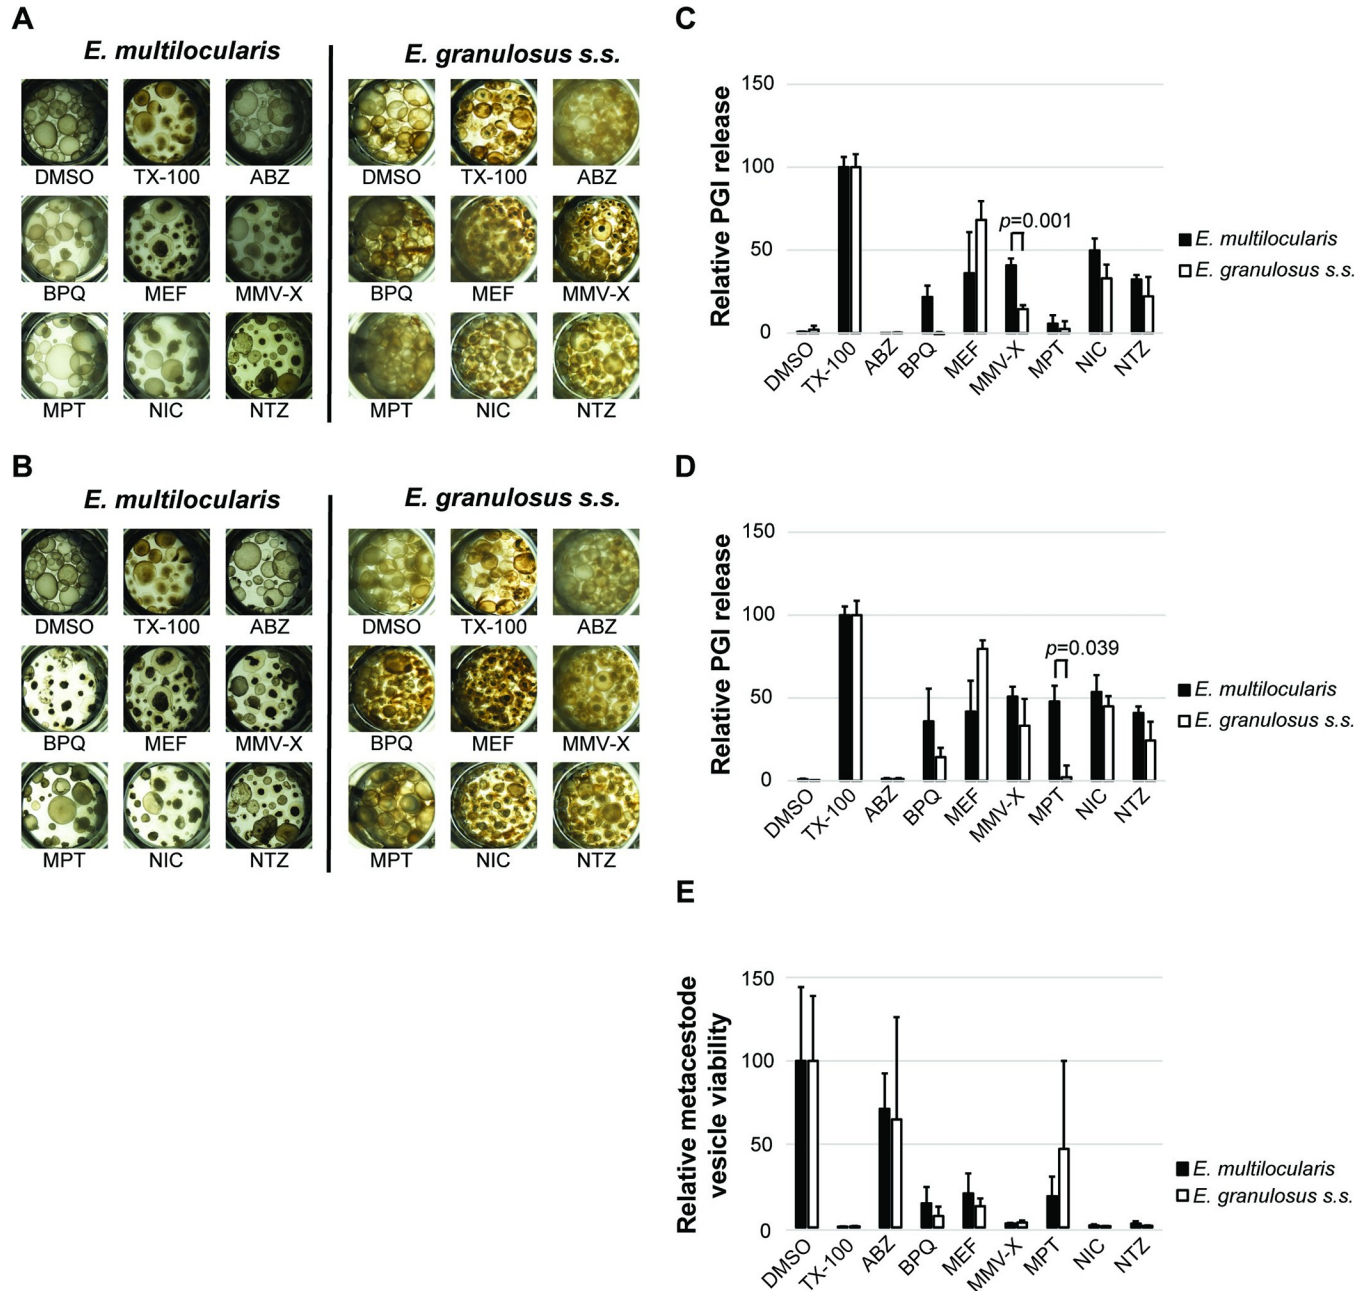 A
E. multilocularis
E. granulosus s.s.
DMSO TX-100 ABZ DMSO TX-100 ABZ
BPQ MEF MMV-X BPQ MEF MMV-X
MPT NIC NTZ MPT NIC NTZ
B
E. multilocularis
E. granulosus s.s.
DMSO TX-100 ABZ DMSO TX-100 ABZ
BPQ MEF MMV-X BPQ MEF MMV-X
MPT NIC NTZ MPT NIC NTZ
C
Relative PGI release
150
100
50
0
p=0.001
DMSO TX-100 ABZ BPQ MEF MMV-X MPT NIC NTZ
E. multilocularis
E. granulosus s.s.
D
Relative PGI release
150
100
50
0
p=0.039
DMSO TX-100 ABZ BPQ MEF MMV-X MPT NIC NTZ
E. multilocularis
E. granulosus s.s.
E
Relative metacestode
vesicle viability
150
100
50
0
DMSO TX-100 ABZ BPQ MEF MMV-X MPT NIC NTZ
E. multilocularis
E. granulosus s.s.